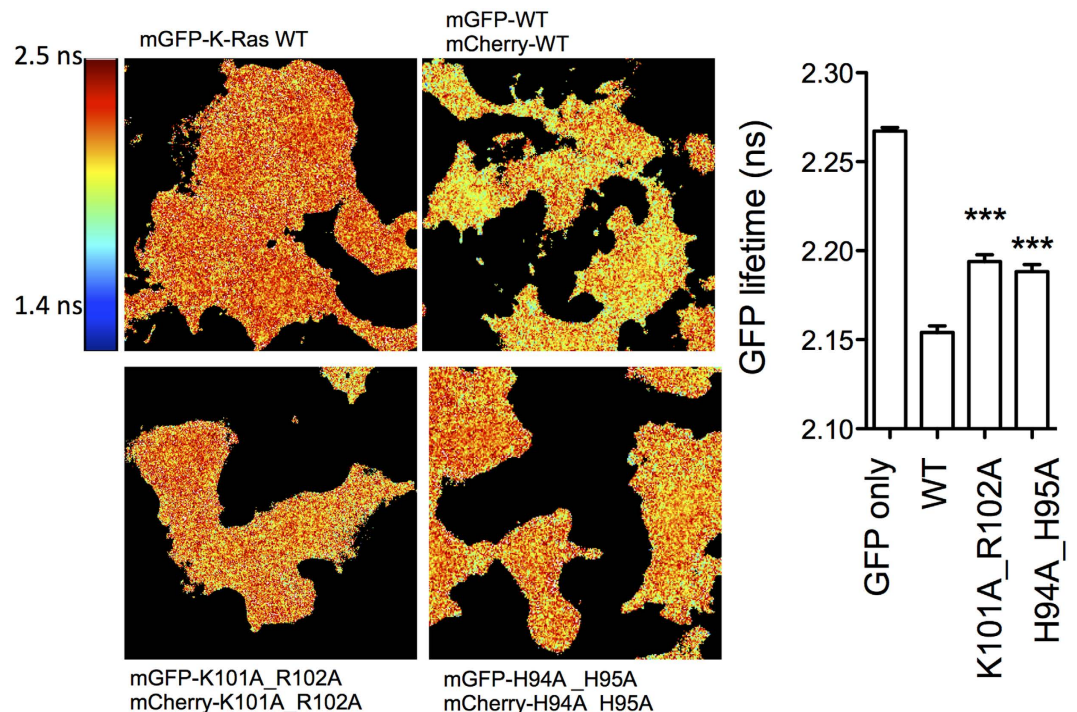 mGFP-K-Ras WT
mGFP-WT
mCherry-WT
2.5 ns
1.4 ns
mGFP-K101A_R102A
mCherry-K101A_R102A
mGFP-H94A_H95A
mCherry-H94A_H95A
GFP lifetime (ns)
2.30
2.25
2.20
2.15
2.10
***
***
GFP only
WT
K101A_R102A
H94A_H95A